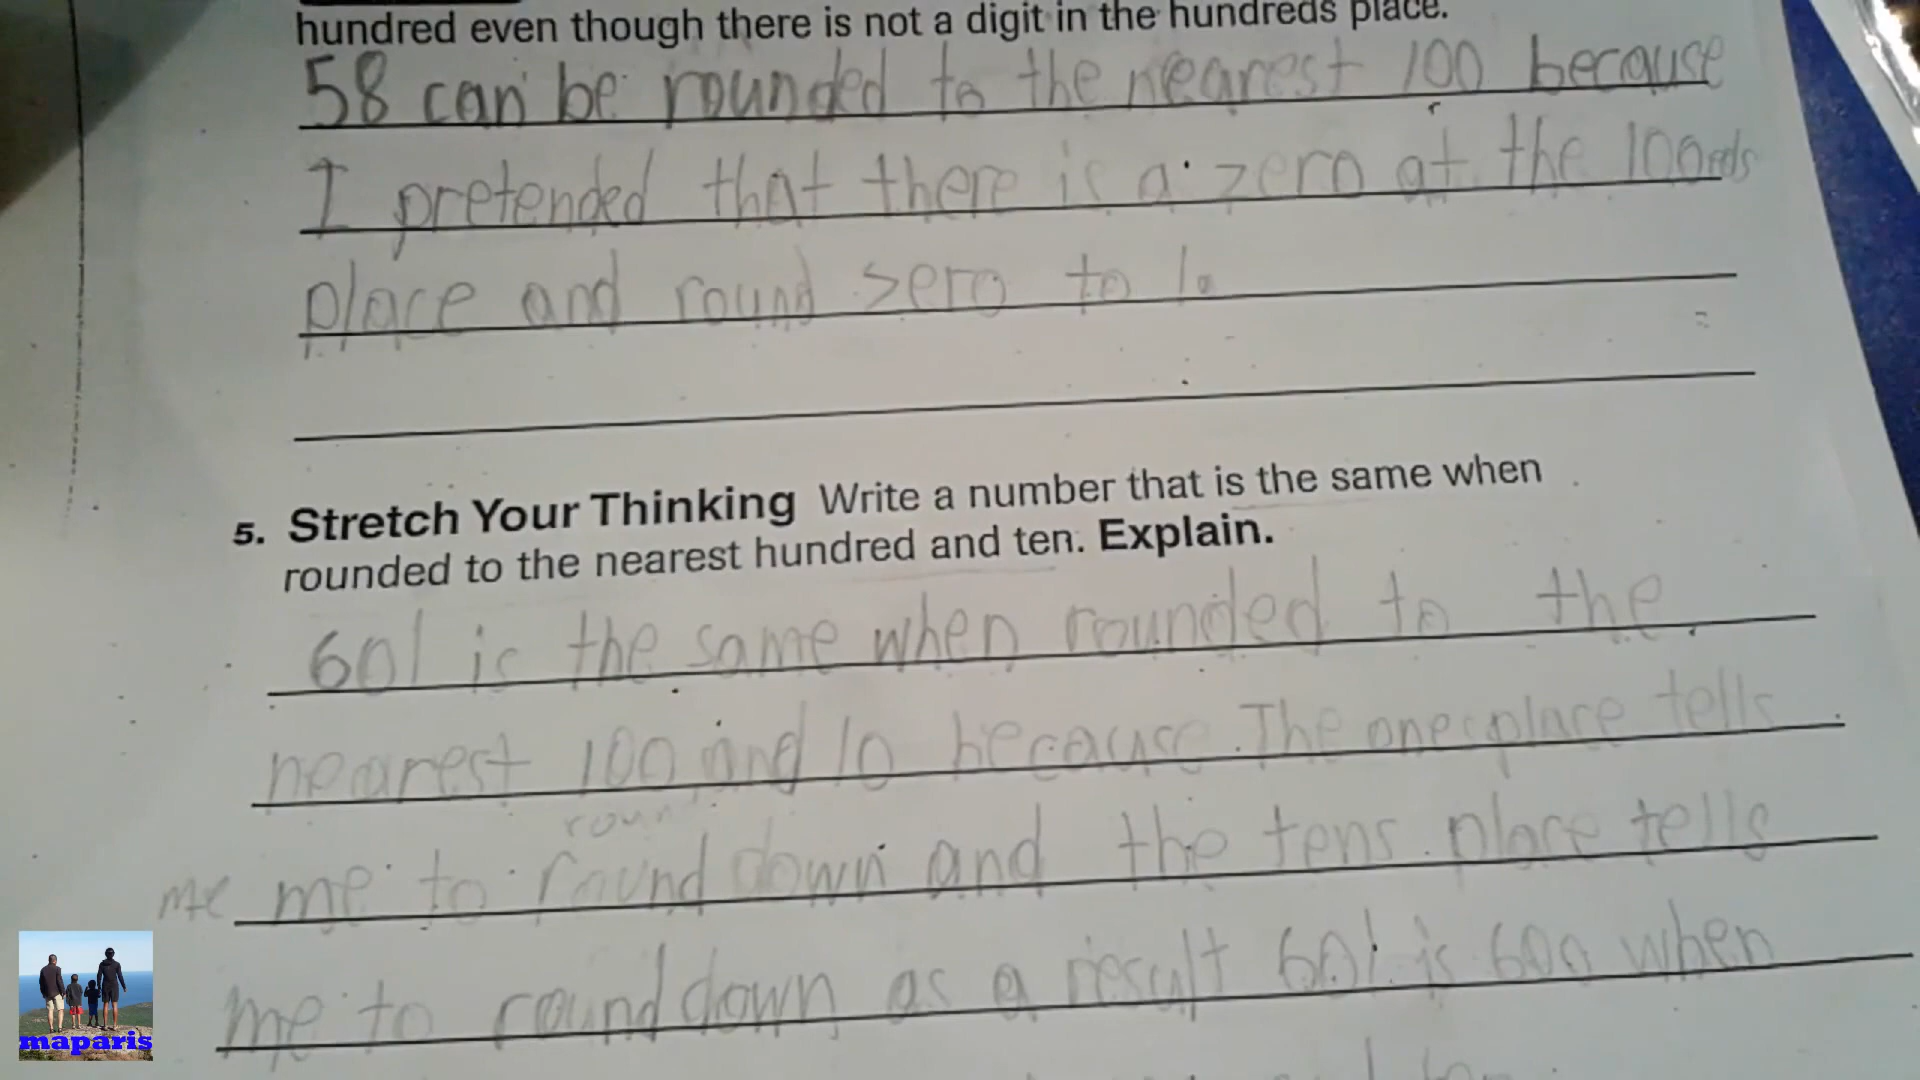 hundred even though there is not a digit in the hundreds place.
58 can be rounded to the nearest 100 because
I pretended that there is a zero at the 100rds
place and round zero to 1o
5. Stretch Your Thinking Write a number that is the same when
rounded to the nearest hundred and ten. Explain.
601 is the same when rounded to the
nearest 100 and 10 because. The ones place tells
roun
me me to round down and the tens place tells
me to round down as a result 601 is 600 when
maparis